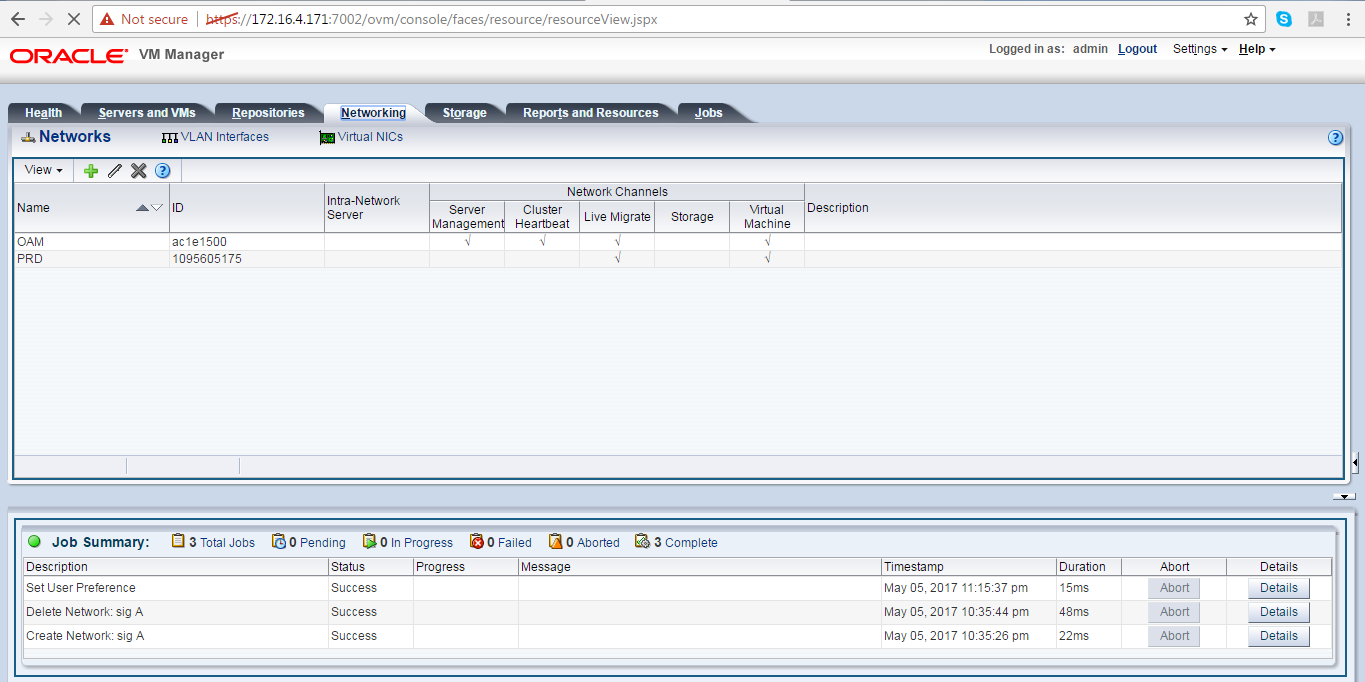 Not secure https://172.16.4.171:7002/ovm/console/faces/resource/resourceView.jspx
ORACLE VM Manager
Logged in as: admin Logout Settings Help
Health Servers and VMs Repositories Networking Storage Reports and Resources Jobs
Networks VLAN Interfaces Virtual NICs
View
Network Channels
Name ID Intra-Network Server Server Management Cluster Heartbeat Live Migrate Storage Virtual Machine Description
OAM ac1e1500 √ √ √ √
PRD 1095605175 √ √
Job Summary: 3 Total Jobs 0 Pending 0 In Progress 0 Failed 0 Aborted 3 Complete
Description Status Progress Message Timestamp Duration Abort Details
Set User Preference Success May 05, 2017 11:15:37 pm 15ms Abort Details
Delete Network: sig A Success May 05, 2017 10:35:44 pm 48ms Abort Details
Create Network: sig A Success May 05, 2017 10:35:26 pm 22ms Abort Details